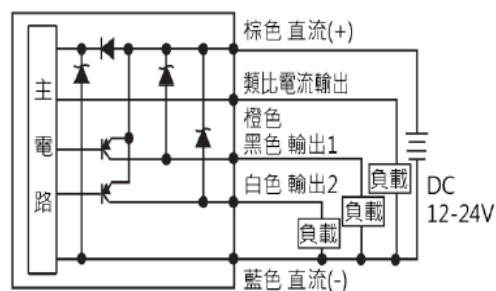 棕色 直流(+)
類比電流輸出
橙色
黑色 輸出1
白色 輸出2
藍色 直流(-)
主
電
路
負載
負載
負載
DC
12-24V